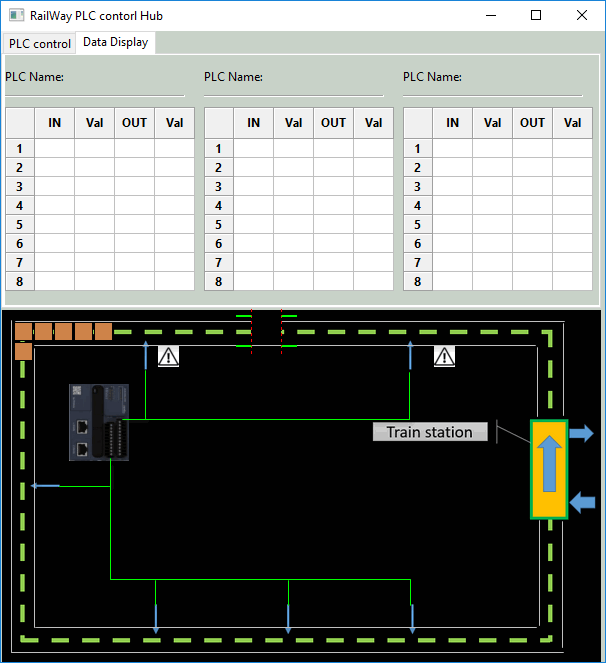 RailWay PLC contorl Hub
PLC control Data Display
PLC Name: PLC Name: PLC Name:
IN Val OUT Val IN Val OUT Val IN Val OUT Val
1 1 1
2 2 2
3 3 3
4 4 4
5 5 5
6 6 6
7 7 7
8 8 8
Train station